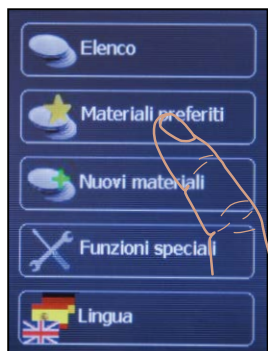 Elenco
Materiali preferiti
Nuovi materiali
Funzioni speciali
Lingua